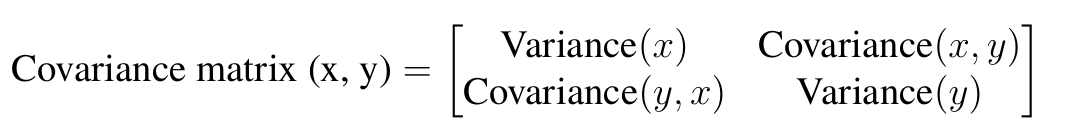 Covariance matrix (x, y) = [Variance(x) Covariance(x, y)
Covariance(y, x) Variance(y)]